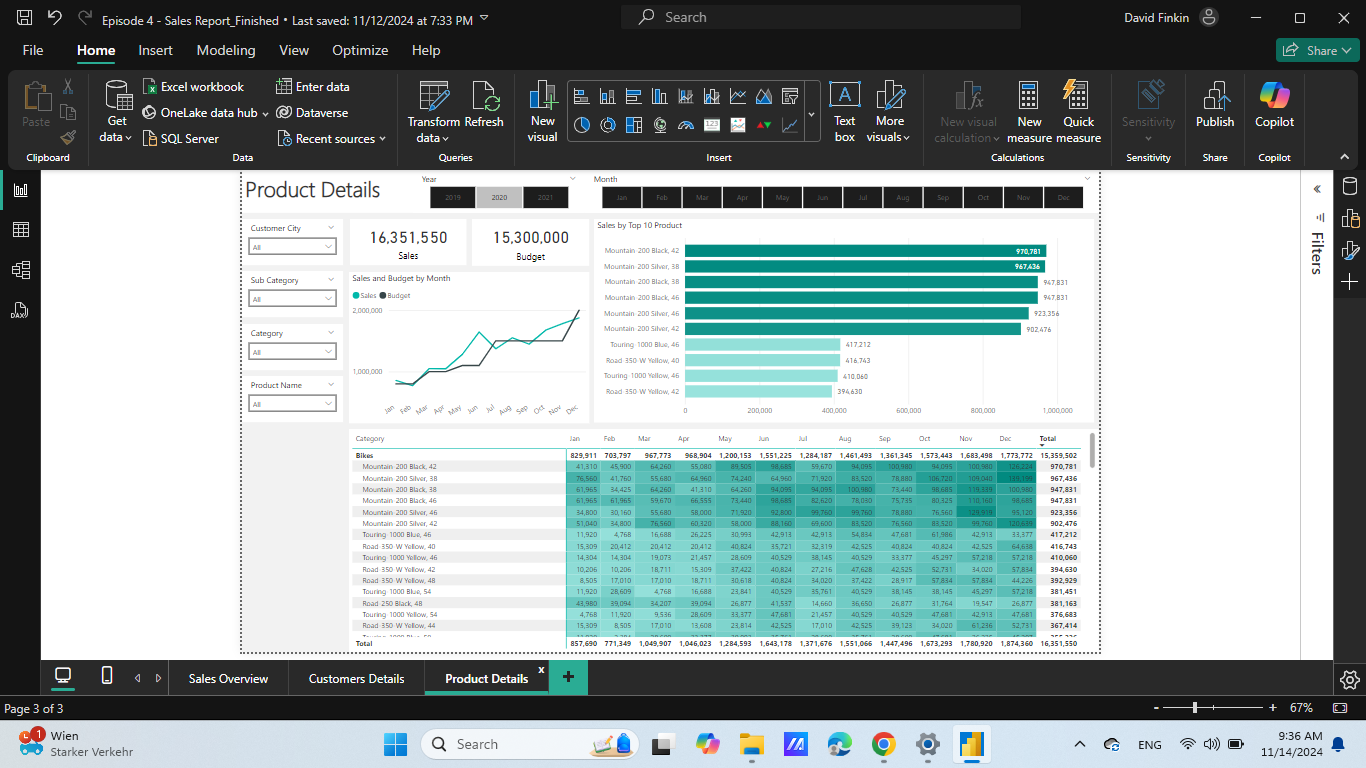 Episode 4 - Sales Report_Finished • Last saved: 11/12/2024 at 7:33 PM
Search
David Finkin
File Home Insert Modeling View Optimize Help
Share
Paste
Clipboard
Get data
Excel workbook
OneLake data hub
SQL Server
Enter data
Dataverse
Recent sources
Data
Transform data
Refresh
Queries
New visual
123
Text box
More visuals
Insert
New visual calculation
New measure
Quick measure
Calculations
Sensitivity
Sensitivity
Publish
Share
Copilot
Copilot
DAX
Filters
Product Details
Year
2019 2020 2021
Month
Jan Feb Mar Apr May Jun Jul Aug Sep Oct Nov Dec
Customer City
All
Sub Category
All
Category
All
Product Name
All
16,351,550
Sales
15,300,000
Budget
Sales and Budget by Month
Sales Budget
2,000,000
1,000,000
Jan Feb Mar Apr May Jun Jul Aug Sep Oct Nov Dec
Sales by Top 10 Product
Mountain-200 Black, 42 970,781
Mountain-200 Silver, 38 967,436
Mountain-200 Black, 38 947,831
Mountain-200 Black, 46 947,831
Mountain-200 Silver, 46 923,356
Mountain-200 Silver, 42 902,476
Touring-1000 Blue, 46 417,212
Road-350-W Yellow, 40 416,743
Touring-1000 Yellow, 46 410,060
Road-350-W Yellow, 42 394,630
0 200,000 400,000 600,000 800,000 1,000,000
Category Jan Feb Mar Apr May Jun Jul Aug Sep Oct Nov Dec Total
Bikes 829,911 703,797 967,773 968,904 1,200,153 1,551,225 1,284,187 1,461,493 1,361,345 1,573,443 1,683,498 1,773,772 15,359,502
Mountain-200 Black, 42 41,310 45,900 64,260 55,080 89,505 98,685 59,670 94,095 100,980 94,095 100,980 126,224 970,781
Mountain-200 Silver, 38 76,560 41,760 55,680 64,960 74,240 64,960 71,920 83,520 78,880 106,720 109,040 967,436
Mountain-200 Black, 38 61,965 34,425 64,260 41,310 64,260 94,095 94,095 100,980 73,440 98,685 119,339 100,980 947,831
Mountain-200 Black, 46 61,965 61,965 59,670 66,555 73,440 98,685 82,620 78,030 75,735 80,325 110,160 98,685 947,831
Mountain-200 Silver, 46 34,800 30,160 55,680 58,000 71,920 92,800 99,760 99,760 78,880 76,560 129,919 95,120 923,356
Mountain-200 Silver, 42 51,040 34,800 76,560 60,320 58,000 88,160 69,600 83,520 76,560 83,520 99,760 120,639 902,476
Touring-1000 Blue, 46 11,920 4,768 16,688 26,225 30,993 42,913 42,913 54,834 47,681 61,986 42,913 33,377 417,212
Road-350-W Yellow, 40 15,309 20,412 20,412 20,412 40,824 35,721 32,319 42,525 40,824 40,824 42,525 64,638 416,743
Touring-1000 Yellow, 46 14,304 14,304 19,073 21,457 28,609 40,529 38,145 40,529 33,377 45,297 57,218 57,218 410,060
Road-350-W Yellow, 42 10,206 10,206 18,711 15,309 37,422 40,824 27,216 47,628 42,525 52,731 34,020 57,834 394,630
Road-350-W Yellow, 48 8,505 17,010 17,010 18,711 30,618 40,824 34,020 37,422 28,917 57,834 57,834 44,226 392,929
Touring-1000 Blue, 54 11,920 28,609 4,768 16,688 23,841 40,529 35,761 40,529 38,145 38,145 45,297 57,218 381,451
Road-250 Black, 48 43,980 39,094 34,207 39,094 26,877 41,537 14,660 36,650 26,877 31,764 19,547 26,877 381,163
Touring-1000 Yellow, 54 4,768 11,920 9,536 28,609 33,377 47,681 21,457 40,529 40,529 47,681 42,913 47,681 376,683
Road-350-W Yellow, 44 15,309 8,505 17,010 13,608 23,814 42,525 17,010 42,525 39,123 34,020 61,236 52,731 367,414
Total 857,690 771,349 1,049,907 1,046,023 1,284,593 1,643,178 1,371,676 1,551,066 1,447,496 1,673,293 1,780,920 1,874,360 16,351,550
Sales Overview Customers Details Product Details x +
Page 3 of 3
- + 67%
1
Wien
Starker Verkehr
Search
ENG
9:36 AM
11/14/2024